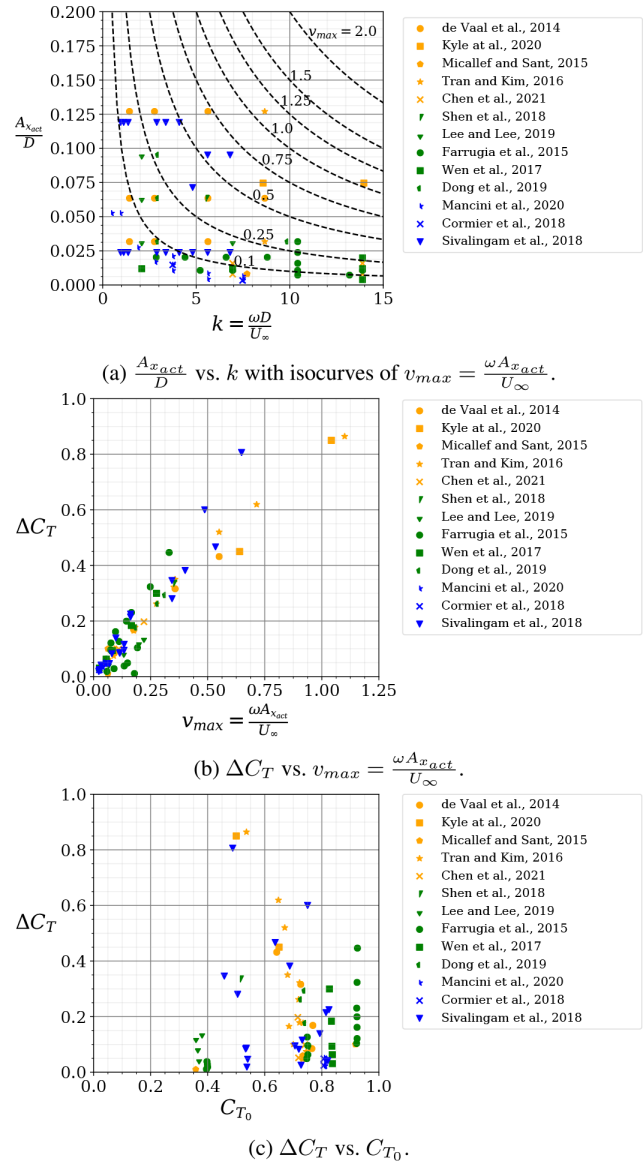 0.200
0.175
0.150
0.125
0.100
0.075
0.050
0.025
0.000
A_{x_{act}}/D
v_{max} = 2.0
1.5
1.25
1.0
0.75
0.5
0.25
0.1
0 5 10 15
k = ωD/U_∞
de Vaal et al., 2014
Kyle at al., 2020
Micallef and Sant, 2015
Tran and Kim, 2016
Chen et al., 2021
Shen et al., 2018
Lee and Lee, 2019
Farrugia et al., 2015
Wen et al., 2017
Dong et al., 2019
Mancini et al., 2020
Cormier et al., 2018
Sivalingam et al., 2018
(a) A_{x_{act}}/D vs. k with isocurves of v_{max} = ωA_{x_{act}}/U_∞.
1.0
0.8
0.6
0.4
0.2
0.0
ΔC_T
0.00 0.25 0.50 0.75 1.00 1.25
v_{max} = ωA_{x_{act}}/U_∞
de Vaal et al., 2014
Kyle at al., 2020
Micallef and Sant, 2015
Tran and Kim, 2016
Chen et al., 2021
Shen et al., 2018
Lee and Lee, 2019
Farrugia et al., 2015
Wen et al., 2017
Dong et al., 2019
Mancini et al., 2020
Cormier et al., 2018
Sivalingam et al., 2018
(b) ΔC_T vs. v_{max} = ωA_{x_{act}}/U_∞.
1.0
0.8
0.6
0.4
0.2
0.0
ΔC_T
0.0 0.2 0.4 0.6 0.8 1.0
C_{T_0}
de Vaal et al., 2014
Kyle at al., 2020
Micallef and Sant, 2015
Tran and Kim, 2016
Chen et al., 2021
Shen et al., 2018
Lee and Lee, 2019
Farrugia et al., 2015
Wen et al., 2017
Dong et al., 2019
Mancini et al., 2020
Cormier et al., 2018
Sivalingam et al., 2018
(c) ΔC_T vs. C_{T_0}.